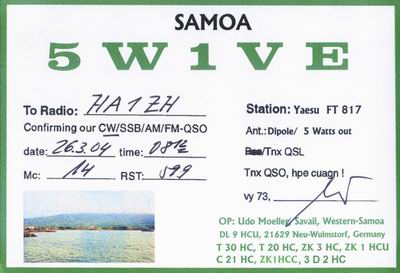 SAMOA
5W1VE
To Radio: HA1ZH
Station: Yaesu FT 817
Confirming our CW/SSB/AM/FM-QSO
Ant.: Dipole/ 5 Watts out
date: 26.3.04 time:
/Tnx QSL
Mc: 14 RST: 599
Tnx QSO, hpe cuagn !
vy 73,
OP: Udo Moeller, Savaii, Western-Samoa
DL 9 HCU, 21629 Neu-Wulmstorf, Germany
T 30 HC, T 20 HC, ZK 3 HC, ZK 1 HCU
C 21 HC, ZK1HCC, 3 D 2 HC